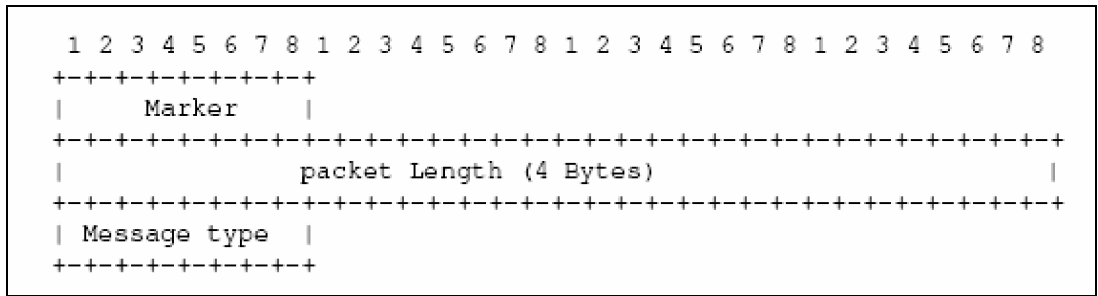 1 2 3 4 5 6 7 8 1 2 3 4 5 6 7 8 1 2 3 4 5 6 7 8 1 2 3 4 5 6 7 8
+-+-+-+-+-+-+-+-+
|     Marker    |
+-+-+-+-+-+-+-+-+-+-+-+-+-+-+-+-+-+-+-+-+-+-+-+-+-+-+-+-+-+-+-+-+
|               packet Length (4 Bytes)                         |
+-+-+-+-+-+-+-+-+-+-+-+-+-+-+-+-+-+-+-+-+-+-+-+-+-+-+-+-+-+-+-+-+
| Message type  |
+-+-+-+-+-+-+-+-+